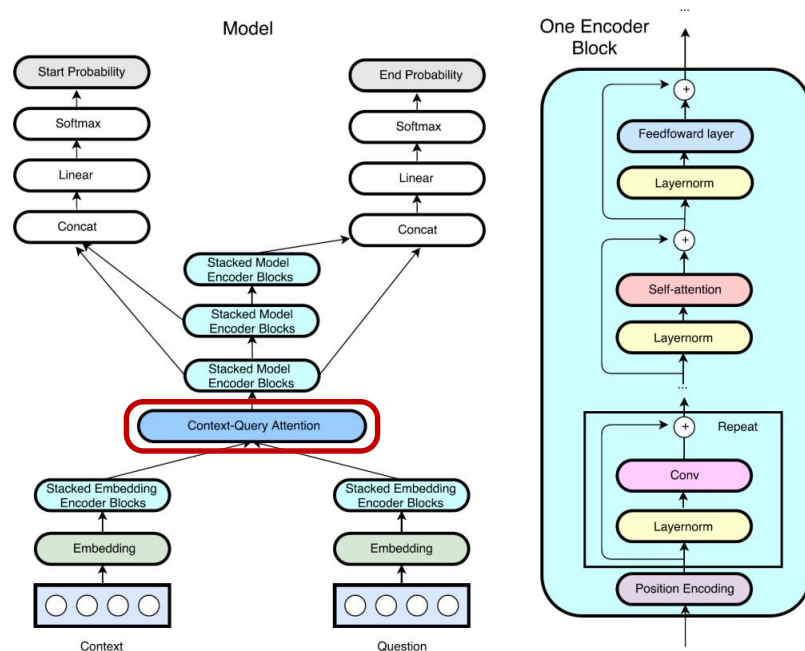 Model
Start Probability
Softmax
Linear
Concat
End Probability
Softmax
Linear
Concat
Stacked Model
Encoder Blocks
Stacked Model
Encoder Blocks
Stacked Model
Encoder Blocks
Context-Query Attention
Stacked Embedding
Encoder Blocks
Stacked Embedding
Encoder Blocks
Embedding
Embedding
Context
Question
One Encoder
Block
...
+
Feedfoward layer
Layernorm
+
Self-attention
Layernorm
...
+
Repeat
Conv
Layernorm
Position Encoding